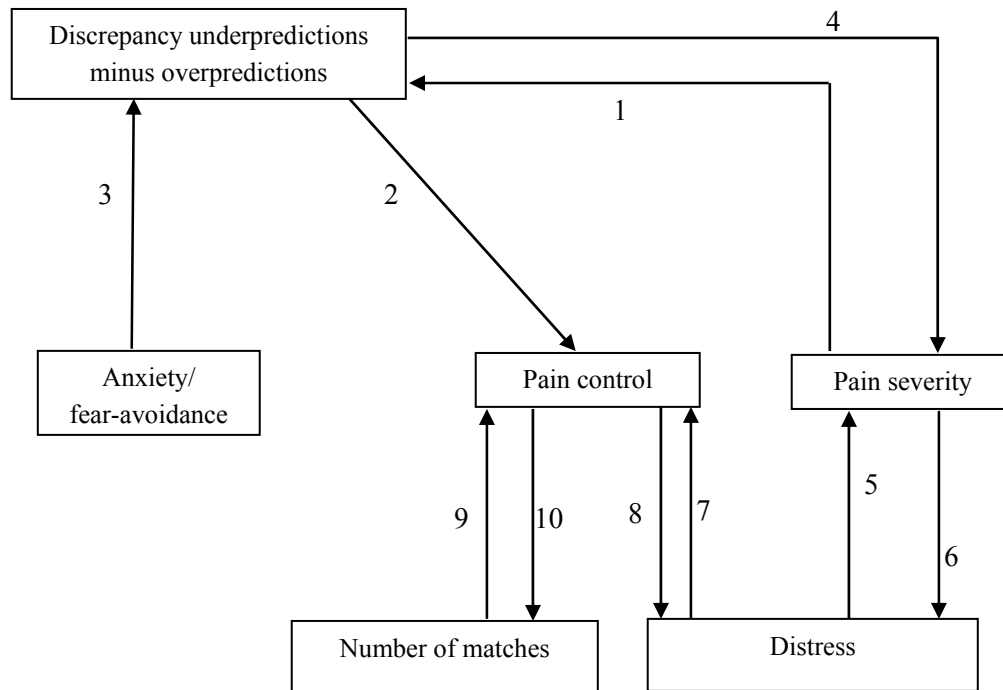 Discrepancy underpredictions
minus overpredictions
4
1
3
2
Anxiety/
fear-avoidance
Pain control
Pain severity
9
10
8
7
5
6
Number of matches
Distress